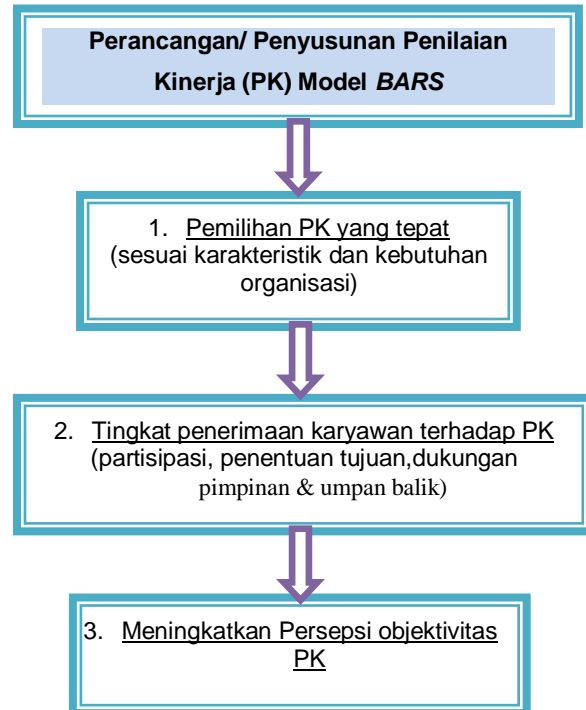 Perancangan/ Penyusunan Penilaian
Kinerja (PK) Model BARS
1. Pemilihan PK yang tepat
(sesuai karakteristik dan kebutuhan
organisasi)
2. Tingkat penerimaan karyawan terhadap PK
(partisipasi, penentuan tujuan,dukungan
pimpinan & umpan balik)
3. Meningkatkan Persepsi objektivitas
PK